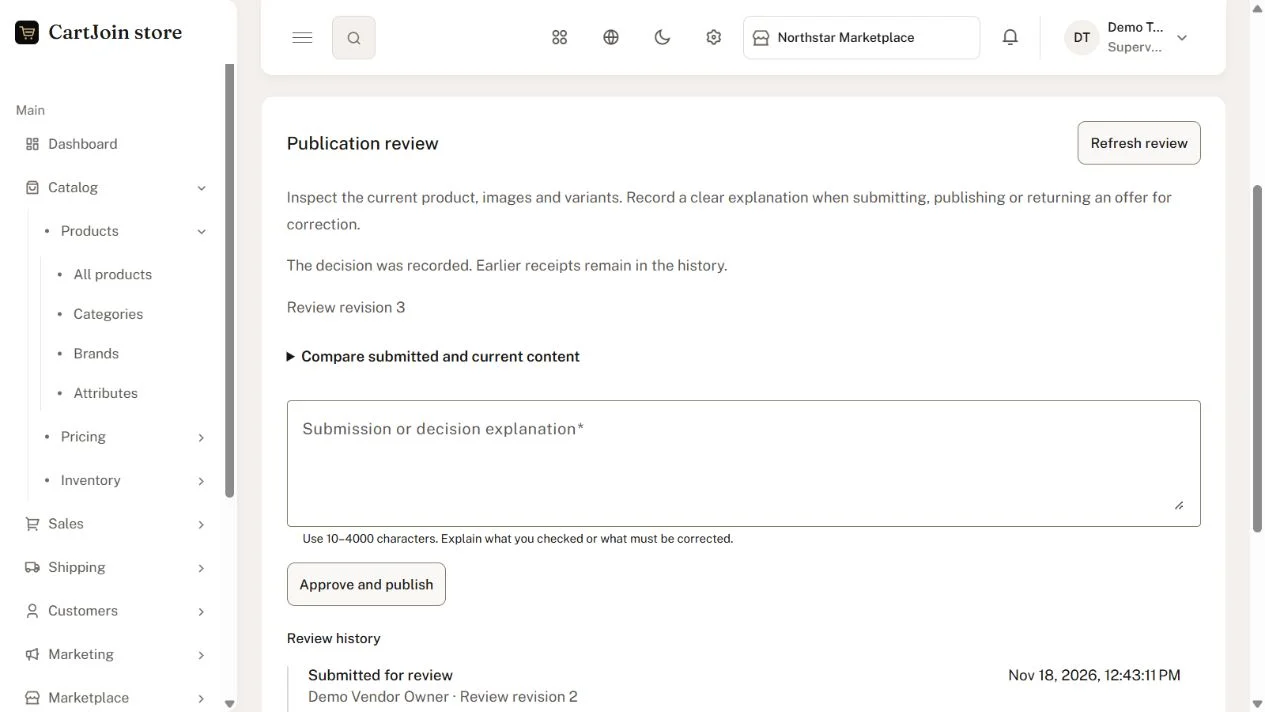 CartJoin store
Main
Dashboard
Catalog
Products
All products
Categories
Brands
Attributes
Pricing
Inventory
Sales
Shipping
Customers
Marketing
Marketplace
Northstar Marketplace
DT
Demo T...
Superv...
Publication review
Refresh review
Inspect the current product, images and variants. Record a clear explanation when submitting, publishing or returning an offer for
correction.
The decision was recorded. Earlier receipts remain in the history.
Review revision 3
Compare submitted and current content
Submission or decision explanation*
Use 10–4000 characters. Explain what you checked or what must be corrected.
Approve and publish
Review history
Submitted for review
Nov 18, 2026, 12:43:11 PM
Demo Vendor Owner · Review revision 2